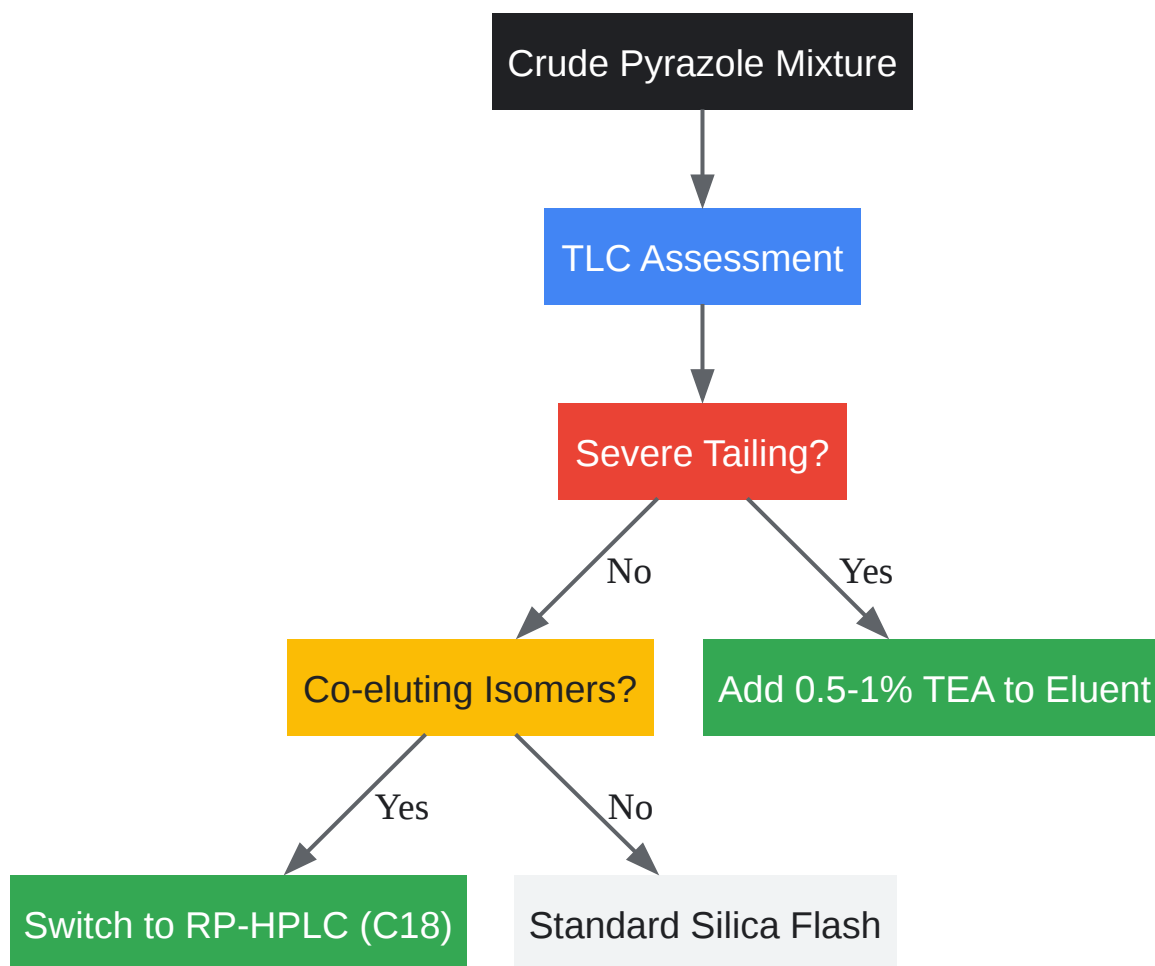 Crude Pyrazole Mixture
TLC Assessment
Severe Tailing?
No
Yes
Co-eluting Isomers?
Add 0.5-1% TEA to Eluent
Yes
No
Switch to RP-HPLC (C18)
Standard Silica Flash